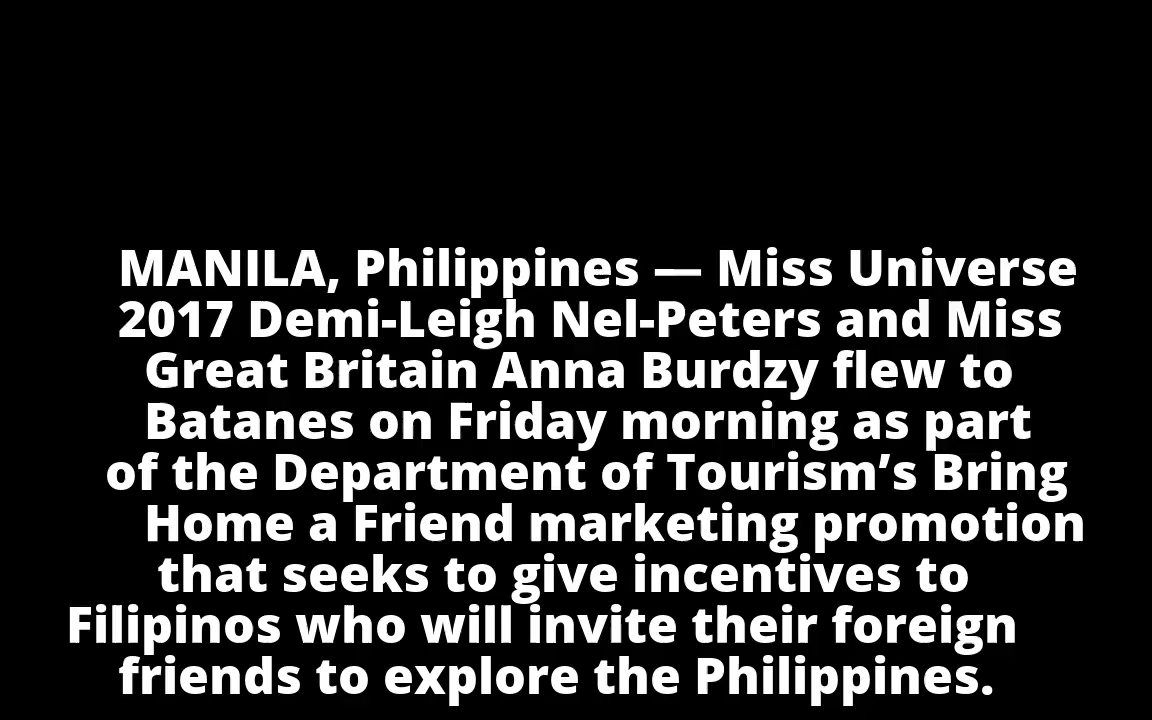 MANILA, Philippines — Miss Universe
2017 Demi-Leigh Nel-Peters and Miss
Great Britain Anna Burdzy flew to
Batanes on Friday morning as part
of the Department of Tourism’s Bring
Home a Friend marketing promotion
that seeks to give incentives to
Filipinos who will invite their foreign
friends to explore the Philippines.